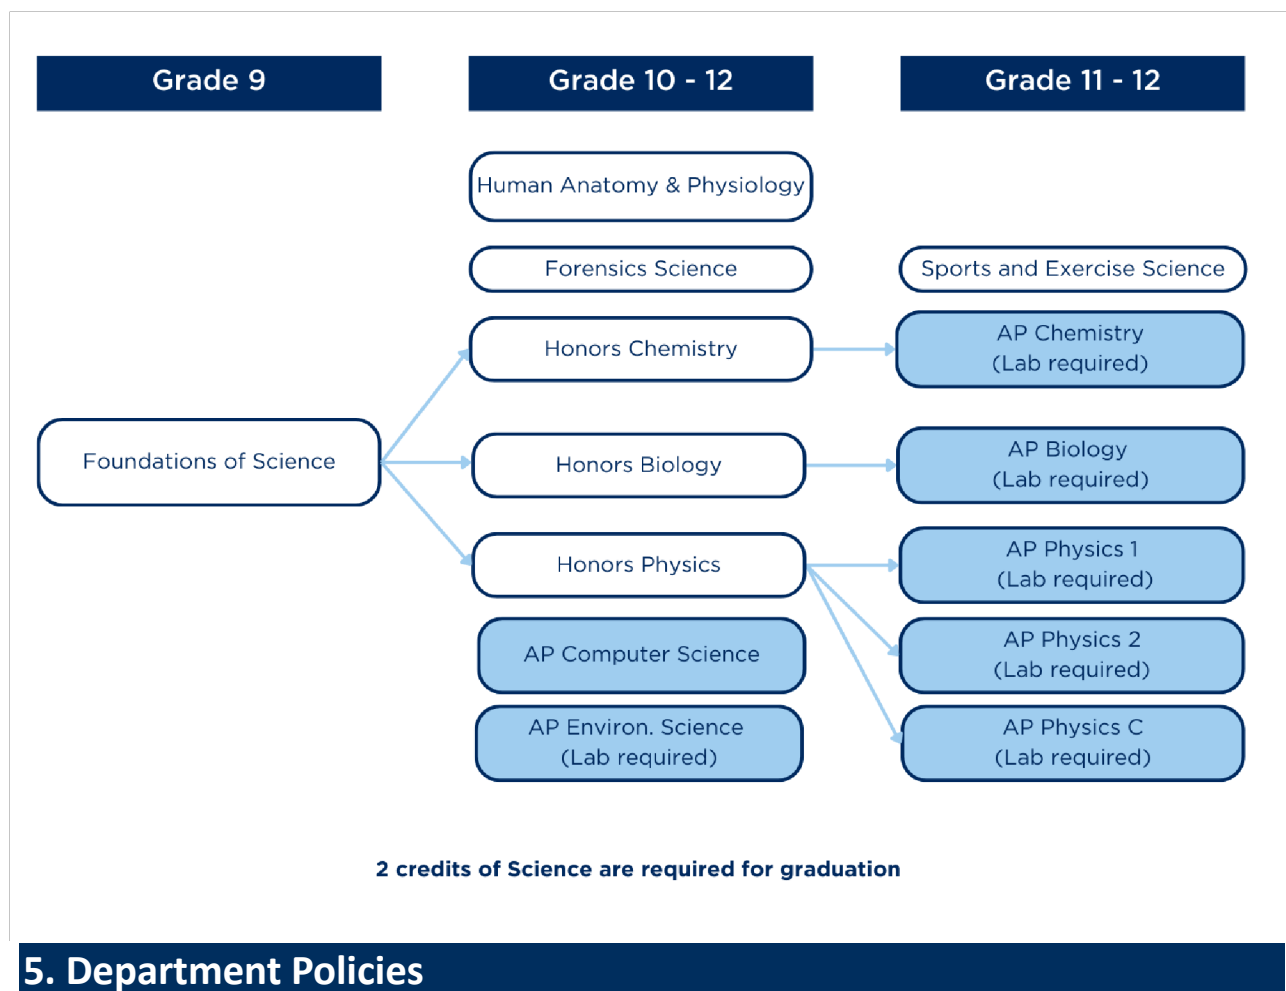 Grade 9
Grade 10 - 12
Grade 11 - 12
Human Anatomy & Physiology
Forensics Science
Sports and Exercise Science
Honors Chemistry
AP Chemistry
(Lab required)
Foundations of Science
Honors Biology
AP Biology
(Lab required)
Honors Physics
AP Physics 1
(Lab required)
AP Computer Science
AP Physics 2
(Lab required)
AP Environ. Science
(Lab required)
AP Physics C
(Lab required)
2 credits of Science are required for graduation
5. Department Policies